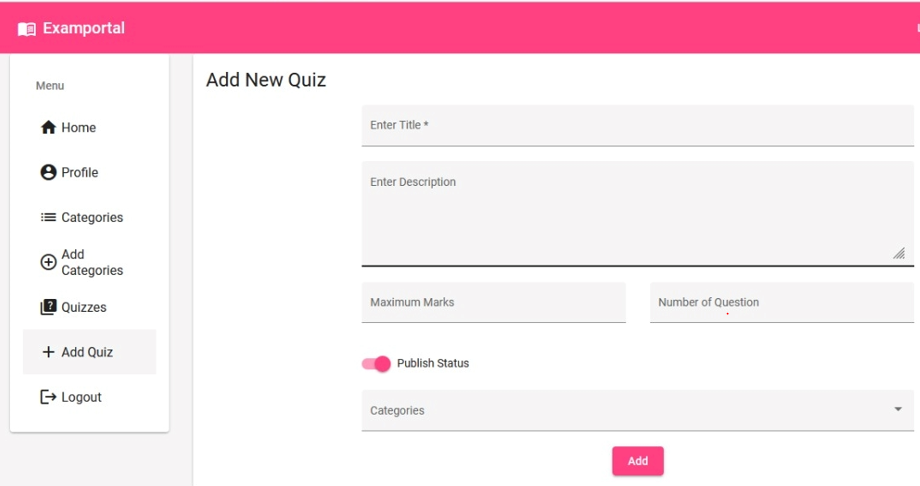 Examportal
Menu
Home
Profile
Categories
Add
Categories
Quizzes
Add Quiz
Logout
Add New Quiz
Enter Title *
Enter Description
Maximum Marks
Number of Question
Publish Status
Categories
Add